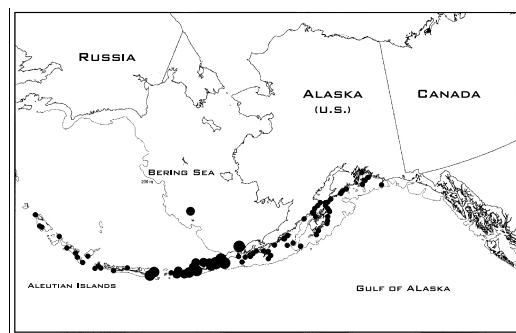 RUSSIA
ALASKA
(U.S.)
CANADA
BERING SEA
200 m
ALEUTIAN ISLANDS
GULF OF ALASKA